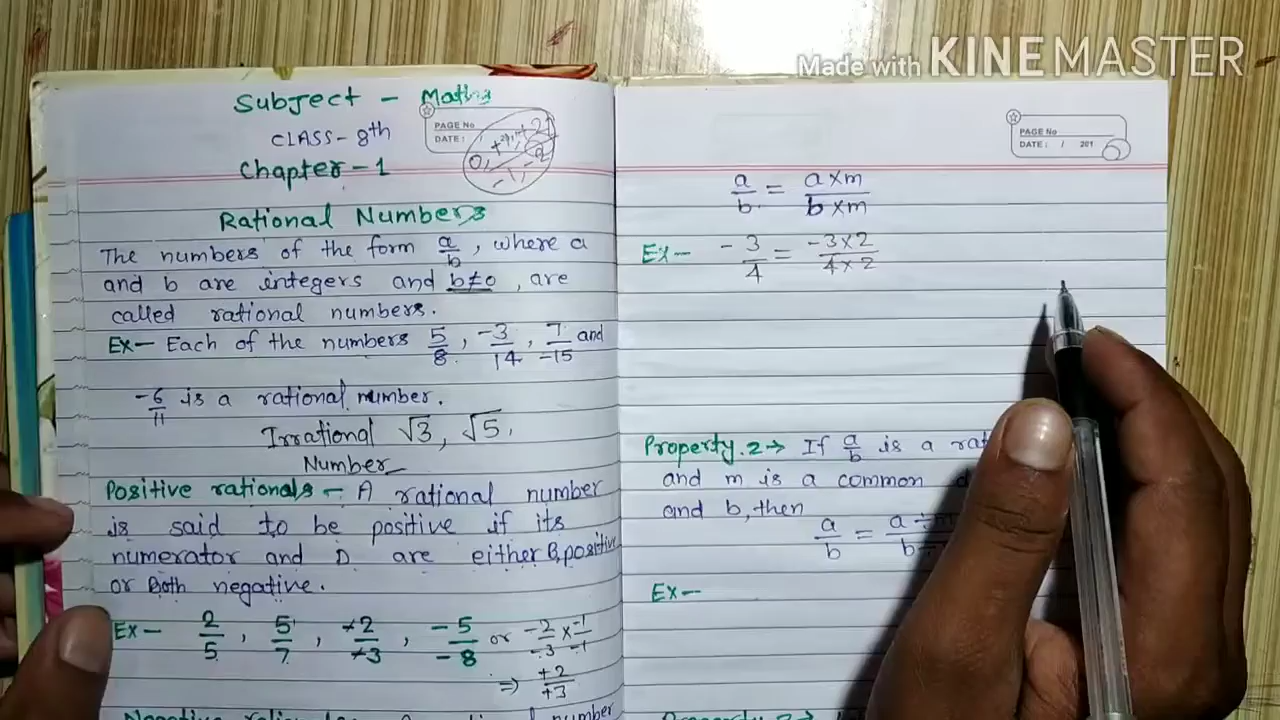 Made with KINEMASTER
Subject - Maths
PAGE No
DATE :
CLASS - 8th
Chapter - 1
Rational Numbers
The numbers of the form a/b, where a
and b are integers and b≠0, are
called rational numbers.
Ex- Each of the numbers 5/8, -3/14, 7/-15 and
-6/11 is a rational number.
Irrational √3, √5,
Number
Positive rationals - A rational number
is said to be positive if its
numerator and D are either B, positive
or Both negative.
Ex- 2/5, 5/7, -2/-3, -5/-8 or -2/-3 × -1/-1
⇒ +2/+3
PAGE No
DATE : / 201
a/b = a×m/b×m
Ex- -3/4 = -3×2/4×2
Property.2→ If a/b is a
and m is a common
and b, then
a/b = a÷m/b÷
Ex-